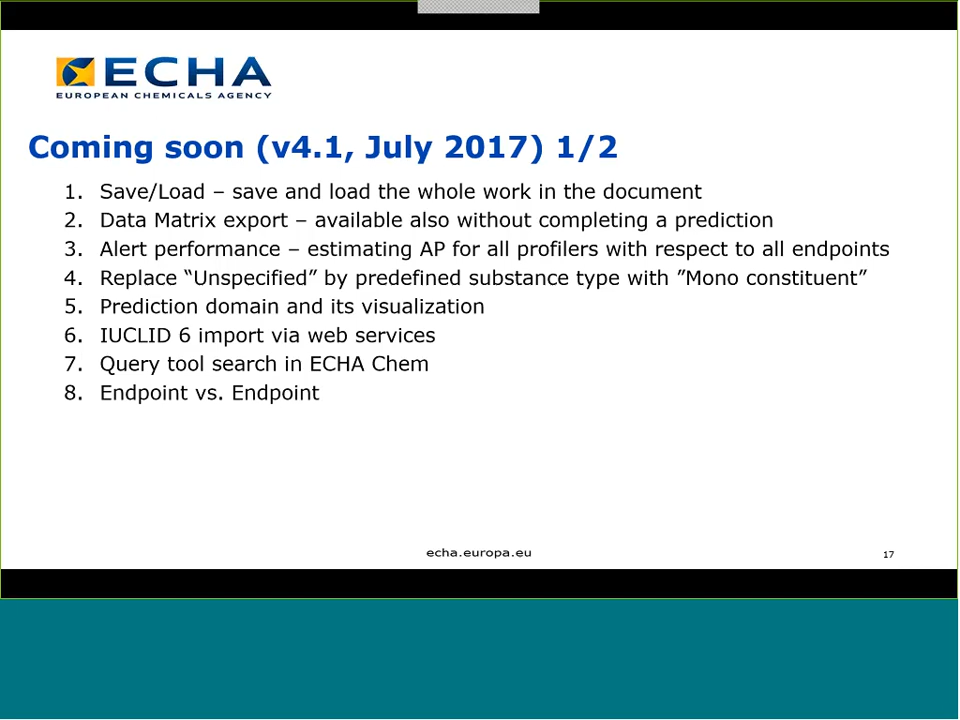 ECHA
EUROPEAN CHEMICALS AGENCY
Coming soon (v4.1, July 2017) 1/2
1. Save/Load – save and load the whole work in the document
2. Data Matrix export – available also without completing a prediction
3. Alert performance – estimating AP for all profilers with respect to all endpoints
4. Replace “Unspecified” by predefined substance type with ”Mono constituent”
5. Prediction domain and its visualization
6. IUCLID 6 import via web services
7. Query tool search in ECHA Chem
8. Endpoint vs. Endpoint
echa.europa.eu
17